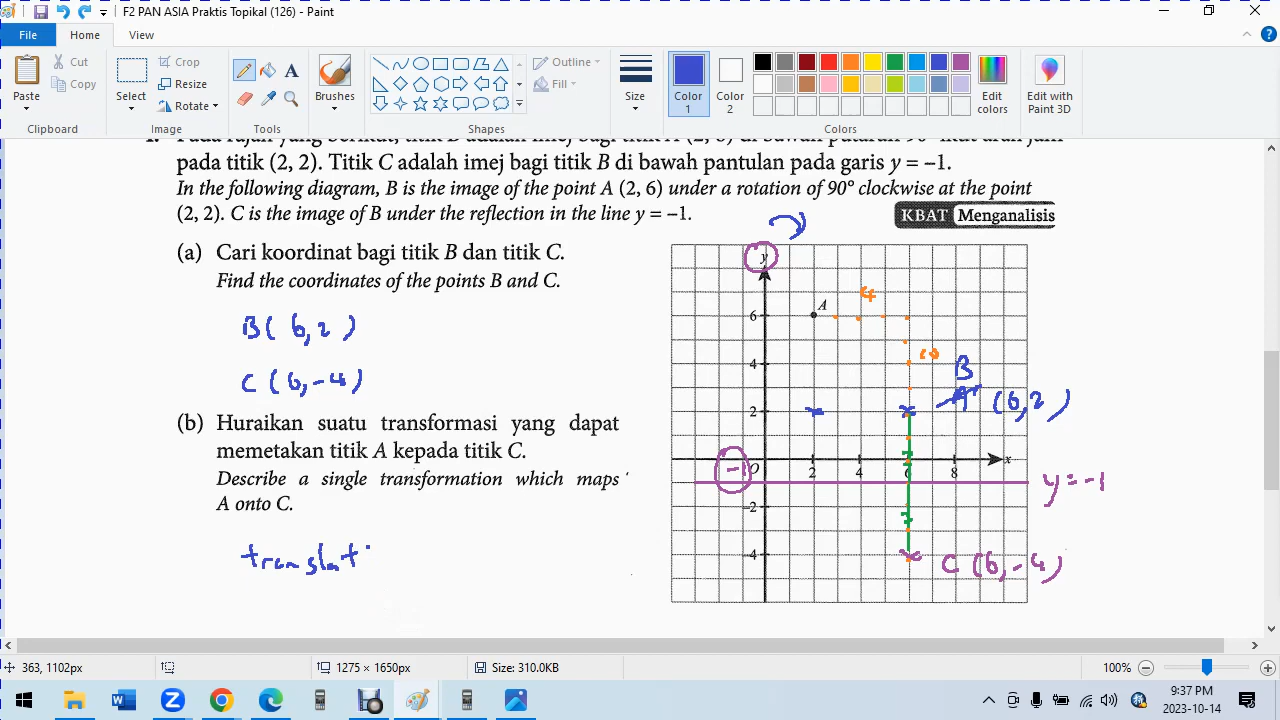 F2 PAN ASIA Praktis Topikal (126) - Paint
File Home View
Paste Cut Copy Clipboard
Select Crop Resize Rotate Image
Tools
Brushes
Outline Fill Shapes
Size
Color 1 Color 2 Edit colors Colors
Edit with Paint 3D
pada titik (2, 2). Titik C adalah imej bagi titik B di bawah pantulan pada garis y = –1.
In the following diagram, B is the image of the point A (2, 6) under a rotation of 90° clockwise at the point
(2, 2). C is the image of B under the reflection in the line y = –1.
KBAT Menganalisis
(a) Cari koordinat bagi titik B dan titik C.
Find the coordinates of the points B and C.
B( 6, 2 )
C ( 6, - 4 )
(b) Huraikan suatu transformasi yang dapat
memetakan titik A kepada titik C.
Describe a single transformation which maps
A onto C.
translati
y
A
4
6
10
4
B
A' (6, 2)
2
-1
O 2 4 6 8 x
y = -1
–2
–4
C (6, -4)
363, 1102px
1275 × 1650px
Size: 310.0KB
100%
9:37 PM
2023-10-14